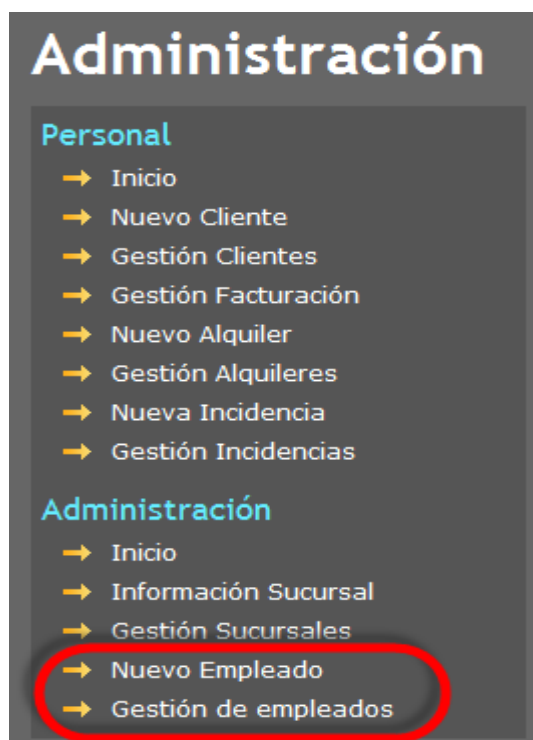 Administración
Personal
Inicio
Nuevo Cliente
Gestión Clientes
Gestión Facturación
Nuevo Alquiler
Gestión Alquileres
Nueva Incidencia
Gestión Incidencias
Administración
Inicio
Información Sucursal
Gestión Sucursales
Nuevo Empleado
Gestión de empleados